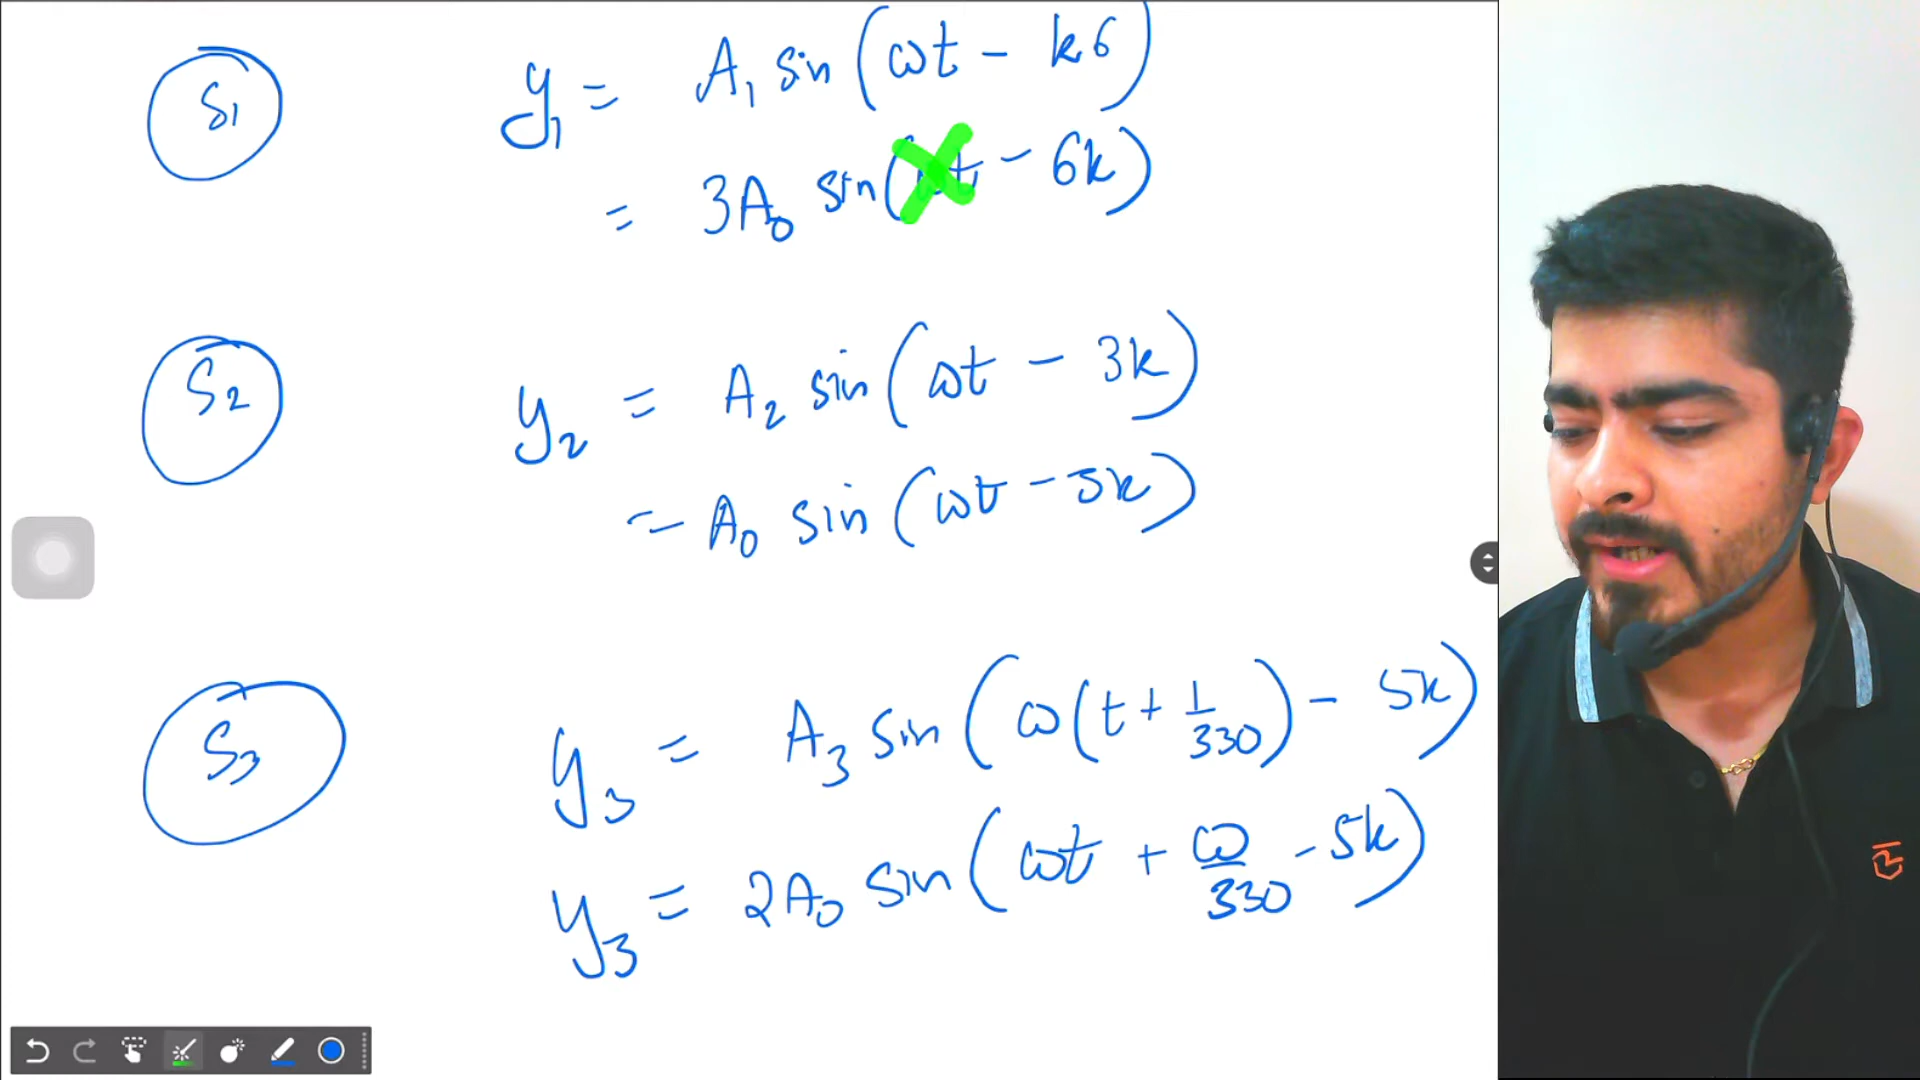 S₁
y₁ = A₁ sin (ωt - k6)
= 3A₀ sin(ωt - 6k)
S₂
y₂ = A₂ sin (ωt - 3k)
= A₀ sin (ωt - 3k)
S₃
y₃ = A₃ sin (ω(t + 1/330) - 5k)
y₃ = 2A₀ sin (ωt + ω/330 - 5k)